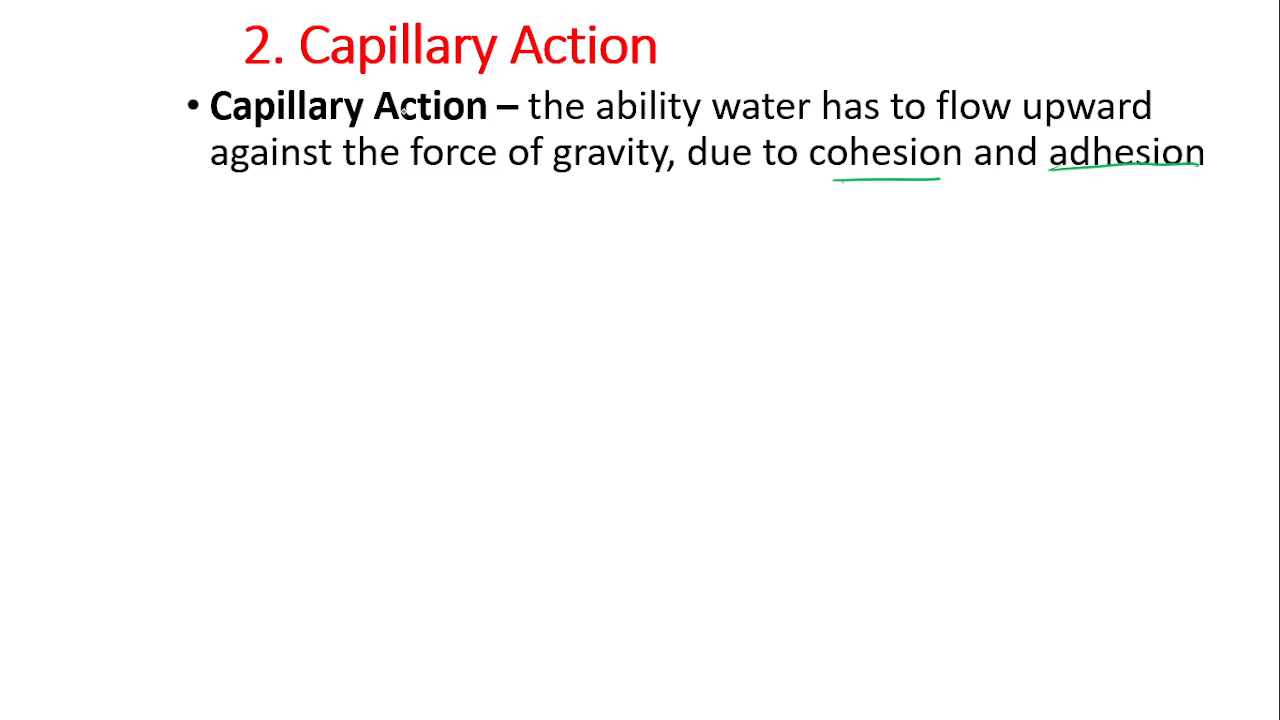 2. Capillary Action
• Capillary Action – the ability water has to flow upward
against the force of gravity, due to cohesion and adhesion